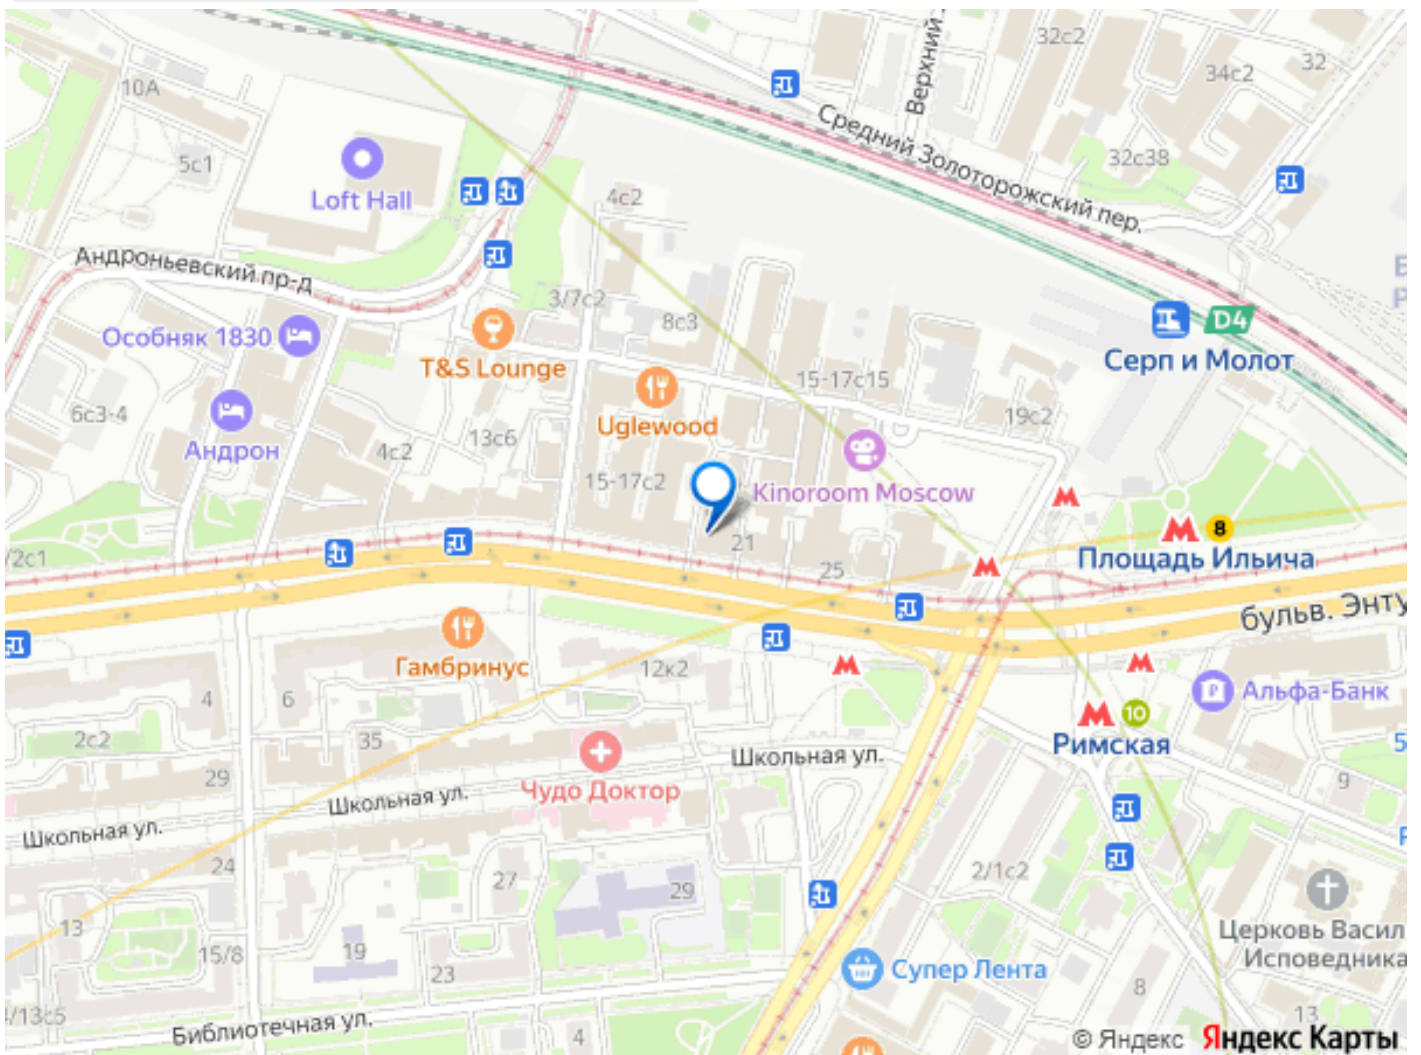 32с2
32
Верхний
34с2
10А
Средний Золоторожский пер.
32с38
5с1
Loft Hall
4с2
Андроньевский пр-д
3/7с2
8с3
D4
Особняк 1830
T&S Lounge
Серп и Молот
15-17с15
6с3-4
Uglewood
19с2
Андрон
4с2
13с6
15-17с2
Kinoroom Moscow
8
21
Площадь Ильича
/2с1
25
бульв. Энту
Гамбринус
12к2
4
6
Альфа-Банк
10
2с2
35
Римская
5
Школьная ул.
29
Чудо Доктор
9
Школьная ул.
Школьная ул.
24
27
29
2/1с2
13
Церковь Васил
Исповедника
15/8
19
23
Супер Лента
8
4/13с5
Библиотечная ул.
4
13
© Яндекс Яндекс Карты